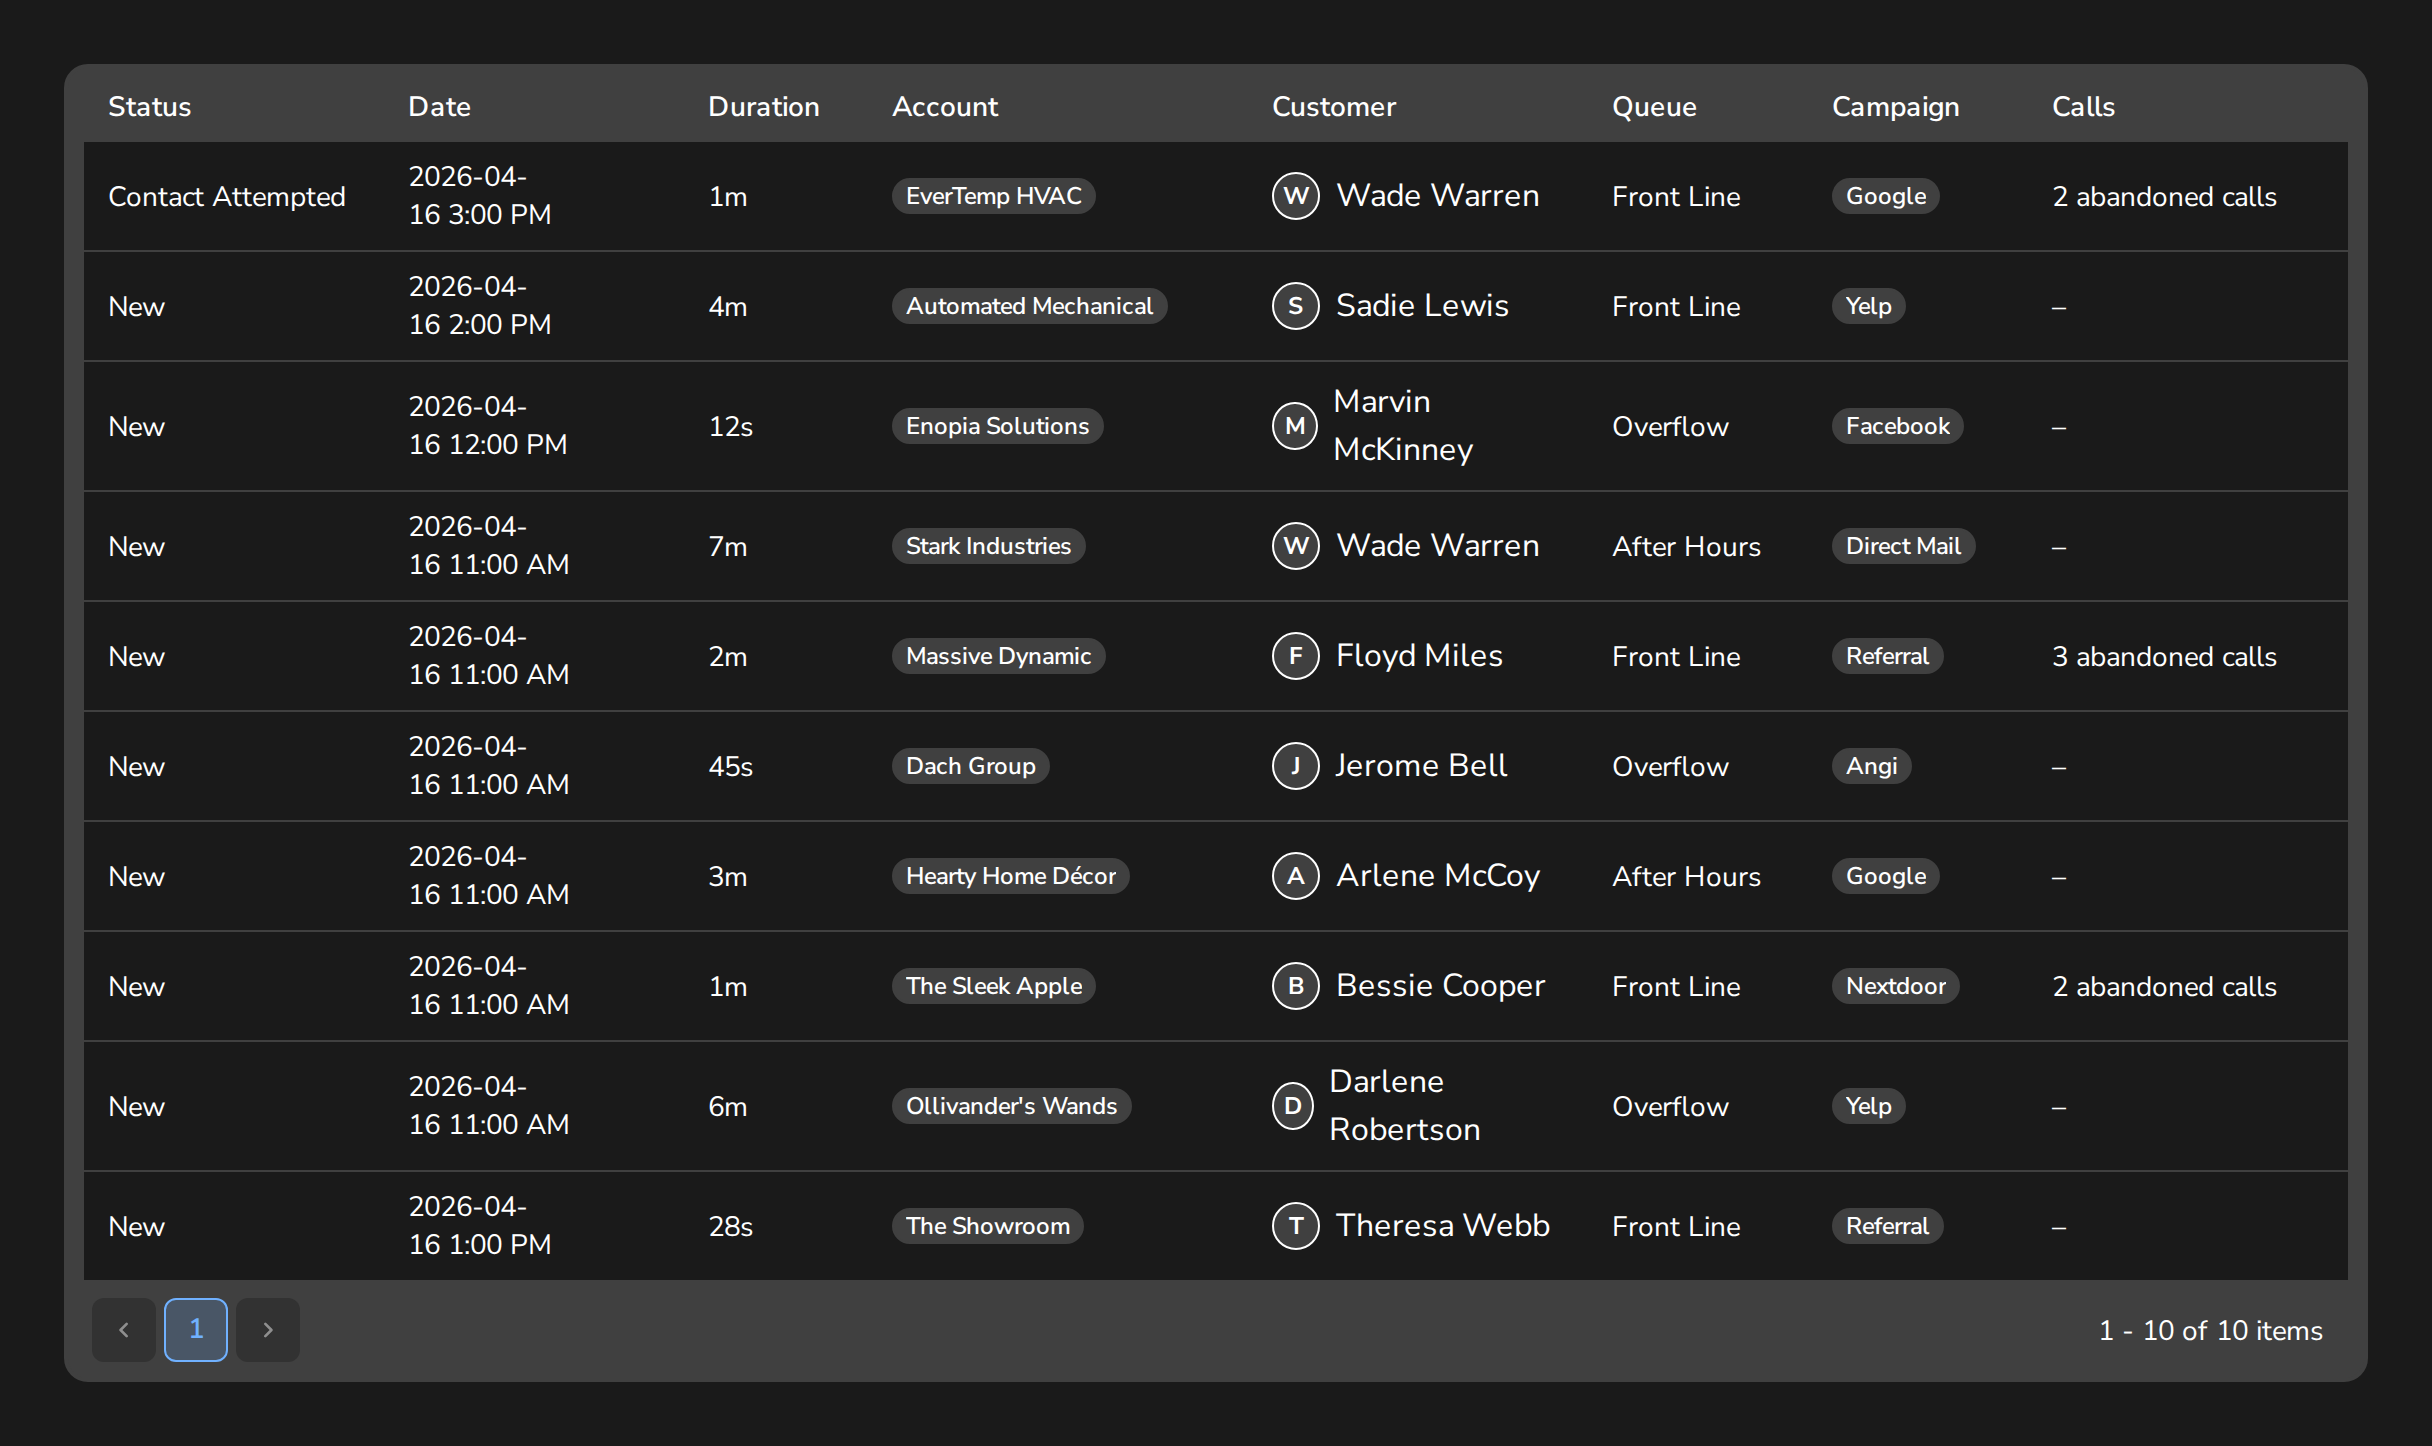 Status Date Duration Account Customer Queue Campaign Calls
Contact Attempted 2026-04-16 3:00 PM 1m EverTemp HVAC W Wade Warren Front Line Google 2 abandoned calls
New 2026-04-16 2:00 PM 4m Automated Mechanical S Sadie Lewis Front Line Yelp –
New 2026-04-16 12:00 PM 12s Enopia Solutions M Marvin McKinney Overflow Facebook –
New 2026-04-16 11:00 AM 7m Stark Industries W Wade Warren After Hours Direct Mail –
New 2026-04-16 11:00 AM 2m Massive Dynamic F Floyd Miles Front Line Referral 3 abandoned calls
New 2026-04-16 11:00 AM 45s Dach Group J Jerome Bell Overflow Angi –
New 2026-04-16 11:00 AM 3m Hearty Home Décor A Arlene McCoy After Hours Google –
New 2026-04-16 11:00 AM 1m The Sleek Apple B Bessie Cooper Front Line Nextdoor 2 abandoned calls
New 2026-04-16 11:00 AM 6m Ollivander's Wands D Darlene Robertson Overflow Yelp –
New 2026-04-16 1:00 PM 28s The Showroom T Theresa Webb Front Line Referral –
1 1 - 10 of 10 items